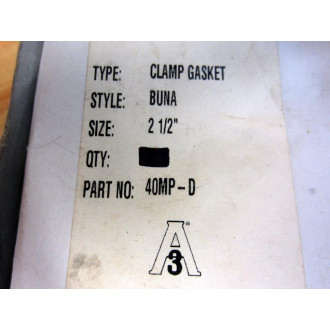 TYPE: CLAMP GASKET
STYLE: BUNA
SIZE: 2 1/2"
QTY:
PART NO: 40MP-D
A®
3